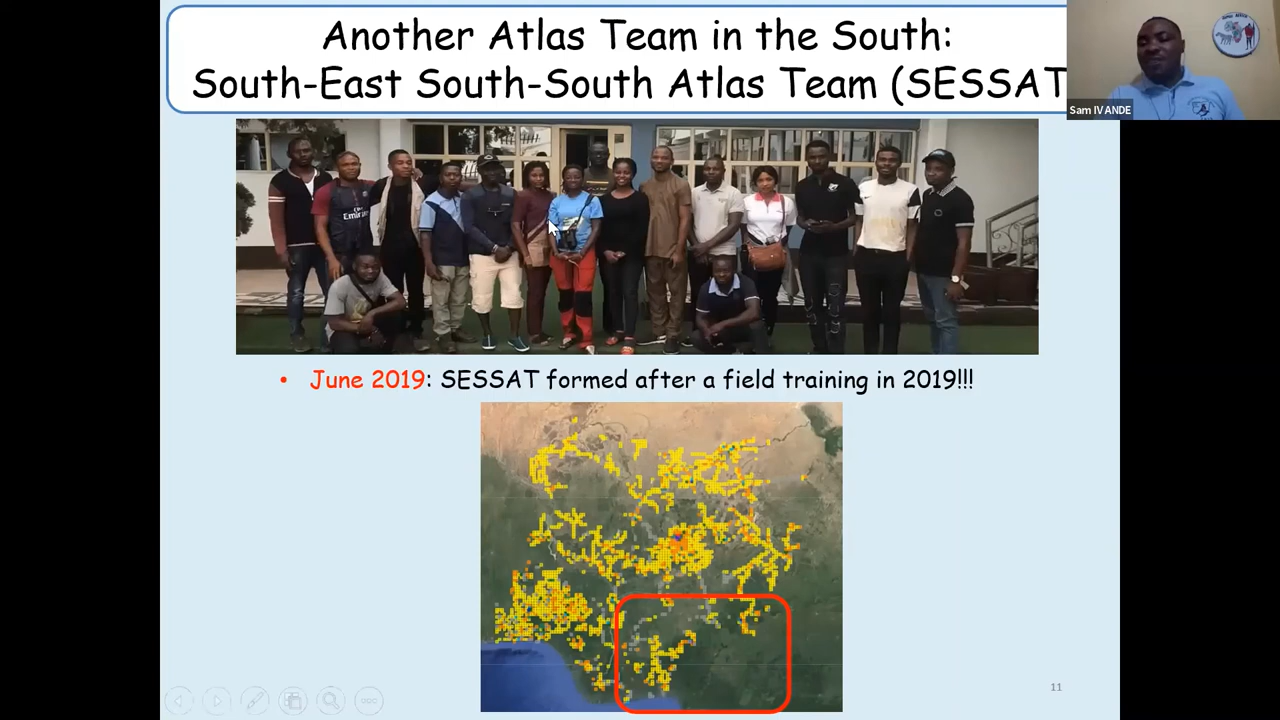 Another Atlas Team in the South:
South-East South-South Atlas Team (SESSAT
Sam IVANDE
Emirates
• June 2019: SESSAT formed after a field training in 2019!!!
11